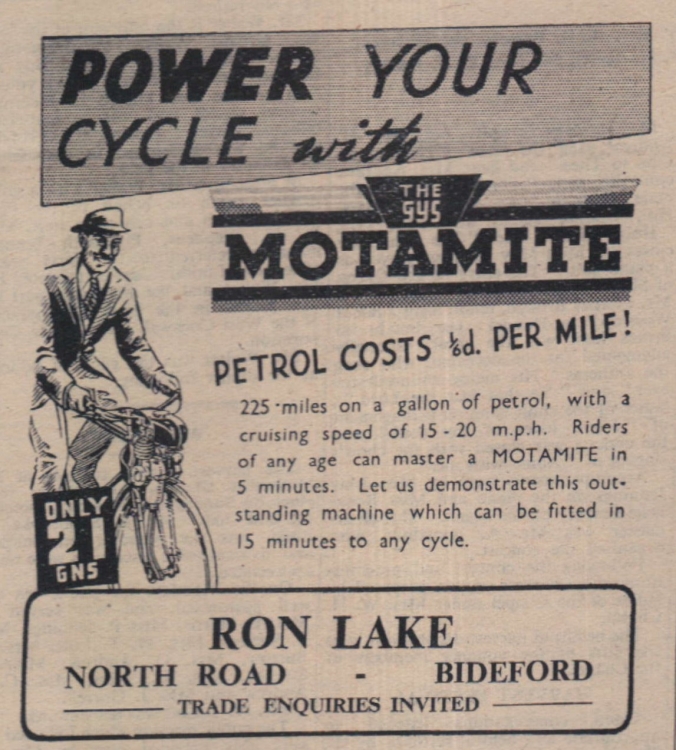 POWER YOUR
CYCLE with
THE
SYS
MOTAMITE
PETROL COSTS ⅙d. PER MILE!
225 miles on a gallon of petrol, with a
cruising speed of 15 - 20 m.p.h. Riders
of any age can master a MOTAMITE in
5 minutes. Let us demonstrate this out-
standing machine which can be fitted in
15 minutes to any cycle.
ONLY
21
GNS
RON LAKE
NORTH ROAD - BIDEFORD
TRADE ENQUIRIES INVITED